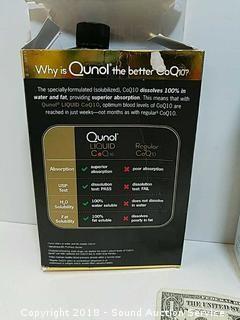 Why is Qunol the better CoQ10?
The specially-formulated (solubilized), CoQ10 dissolves 100% in
water and fat, providing superior absorption. This means that with
Qunol® LIQUID CoQ10, optimum blood levels of CoQ10 are
reached in just weeks—not months as with regular CoQ10.
Qunol®
LIQUID
CoQ10
Regular
CoQ10
Absorption
superior
absorption
poor absorption
USP
Test
dissolution
test: PASS
dissolution
test: FAIL
H2O
Solubility
100%
water soluble
does not dissolve
in water
Fat
Solubility
100%
fat soluble
dissolves
poorly in fat
Copyright 2018 - Sound Auction Service